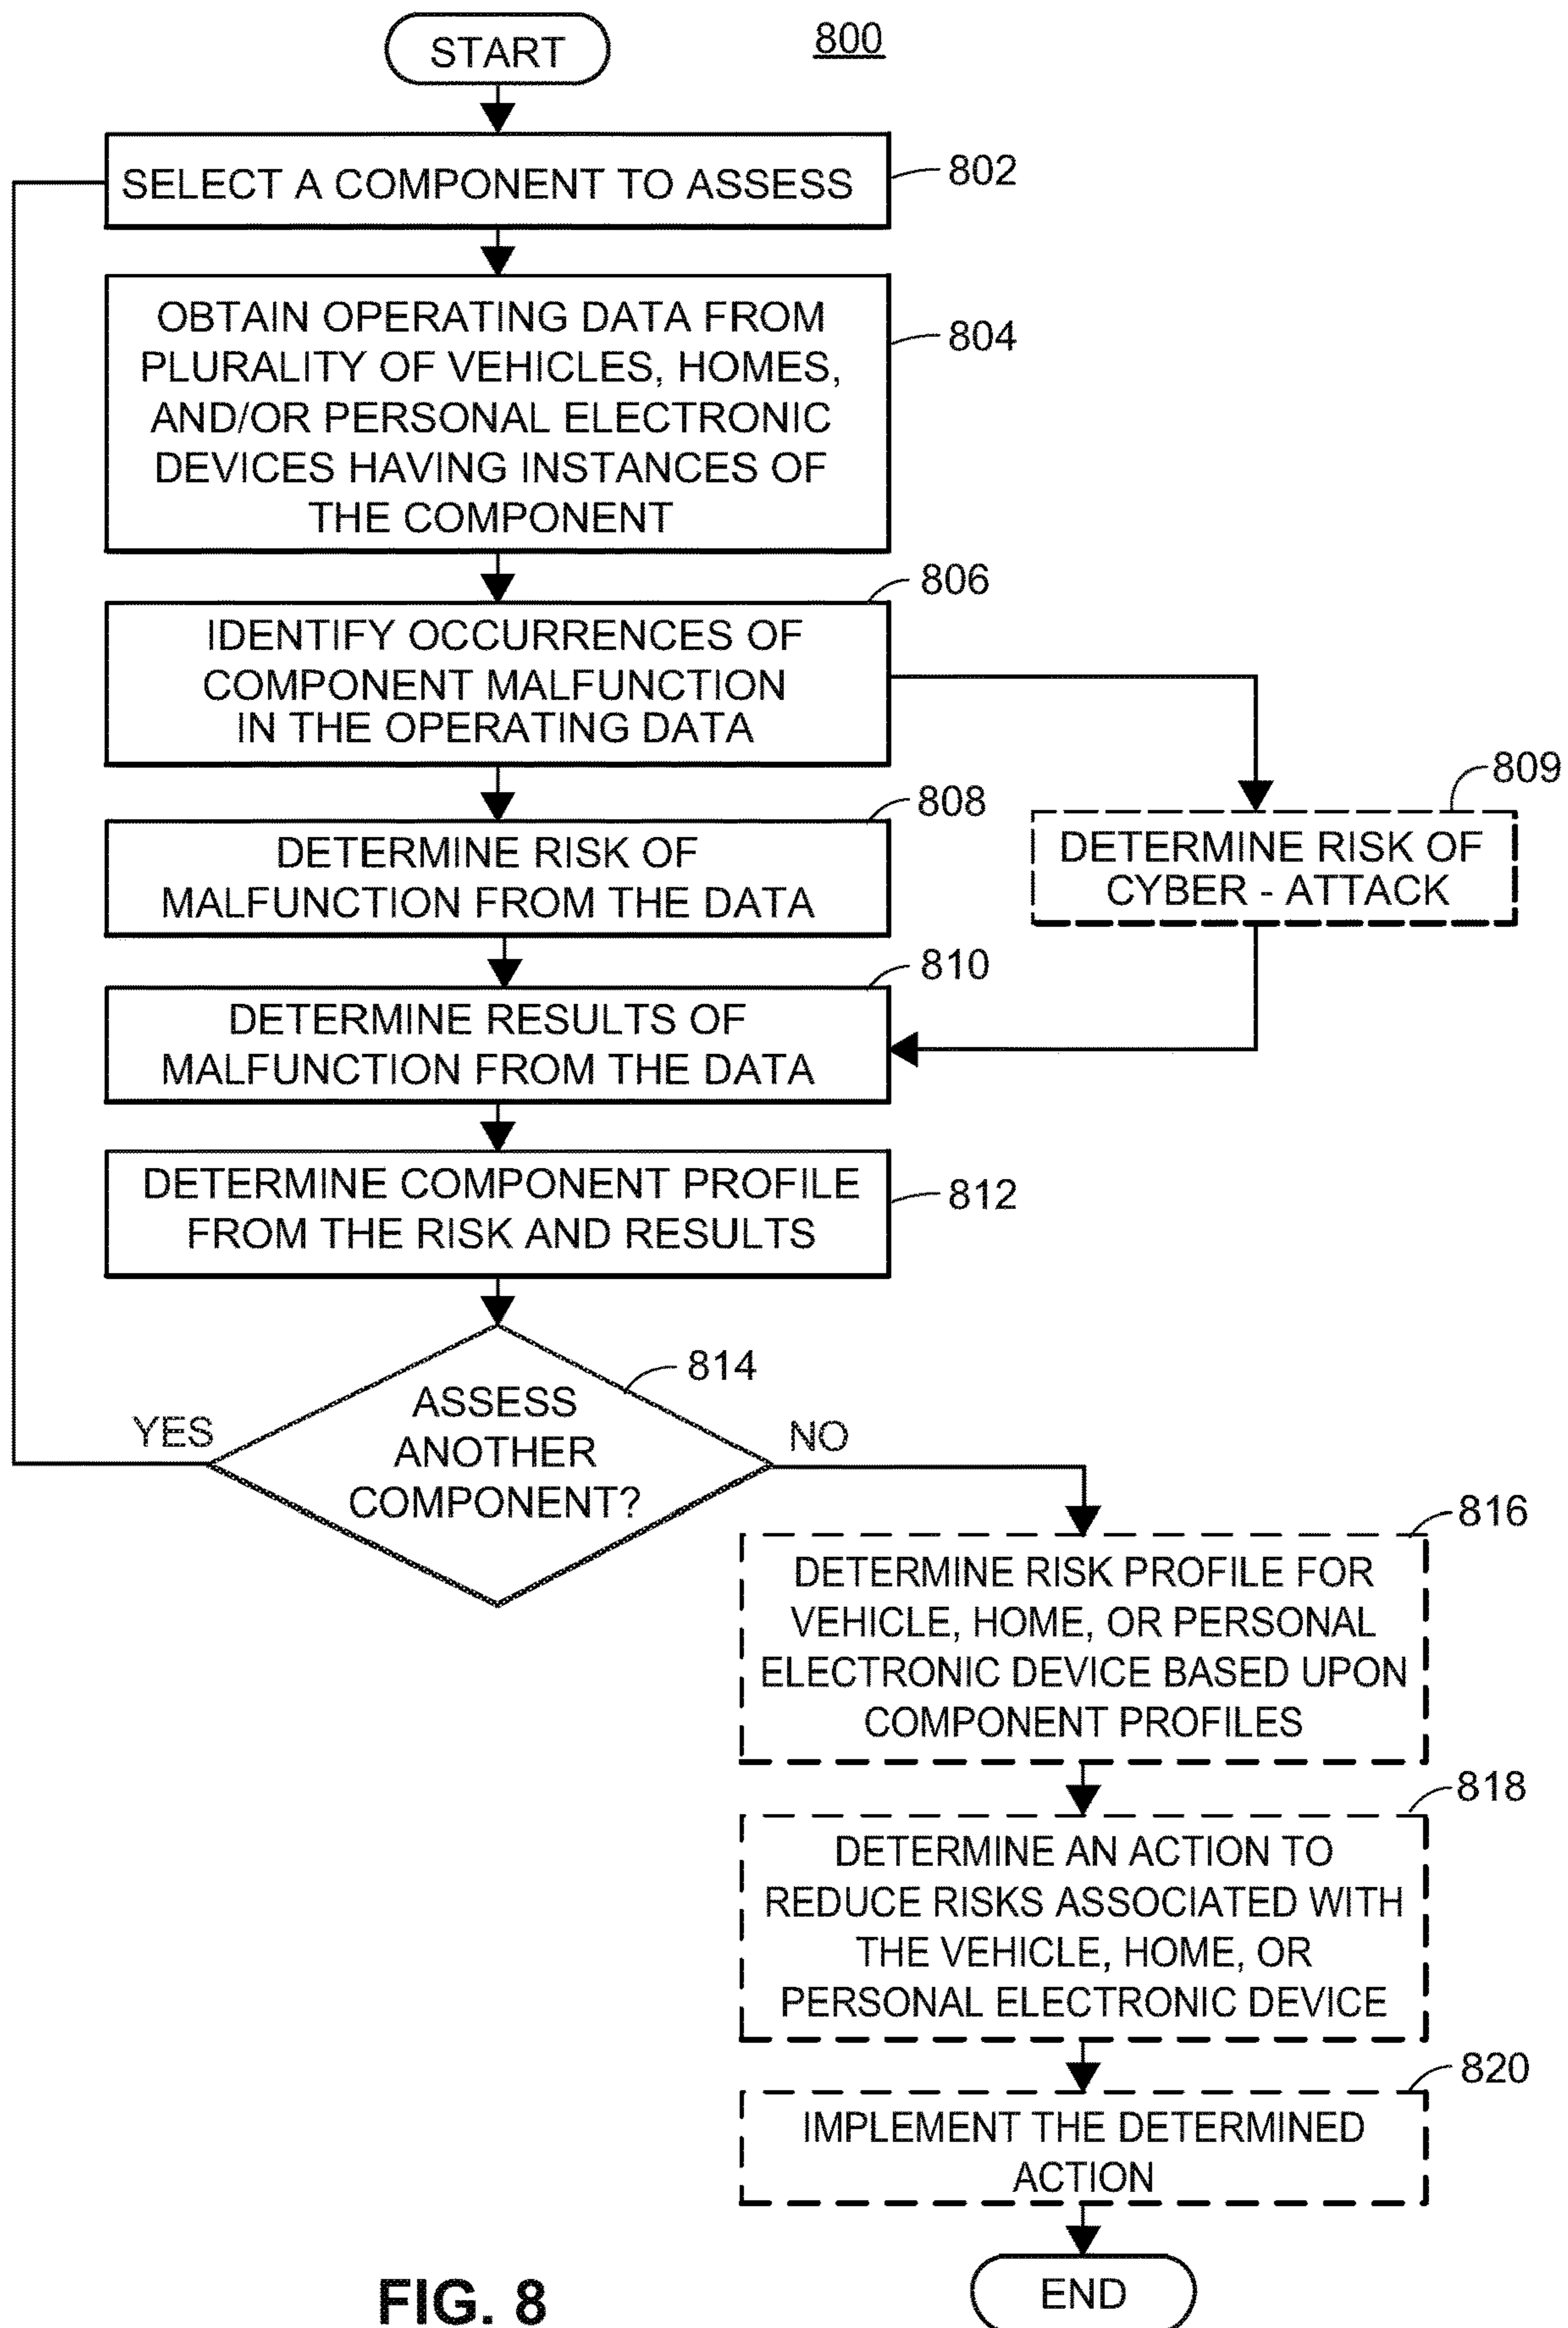 START
800
SELECT A COMPONENT TO ASSESS
802
OBTAIN OPERATING DATA FROM
PLURALITY OF VEHICLES, HOMES,
AND/OR PERSONAL ELECTRONIC
DEVICES HAVING INSTANCES OF
THE COMPONENT
804
806
IDENTIFY OCCURRENCES OF
COMPONENT MALFUNCTION
IN THE OPERATING DATA
808
DETERMINE RISK OF
MALFUNCTION FROM THE DATA
809
DETERMINE RISK OF
CYBER - ATTACK
810
DETERMINE RESULTS OF
MALFUNCTION FROM THE DATA
DETERMINE COMPONENT PROFILE
FROM THE RISK AND RESULTS
812
814
ASSESS
ANOTHER
COMPONENT?
YES
NO
816
DETERMINE RISK PROFILE FOR
VEHICLE, HOME, OR PERSONAL
ELECTRONIC DEVICE BASED UPON
COMPONENT PROFILES
818
DETERMINE AN ACTION TO
REDUCE RISKS ASSOCIATED WITH
THE VEHICLE, HOME, OR
PERSONAL ELECTRONIC DEVICE
820
IMPLEMENT THE DETERMINED
ACTION
END
FIG. 8